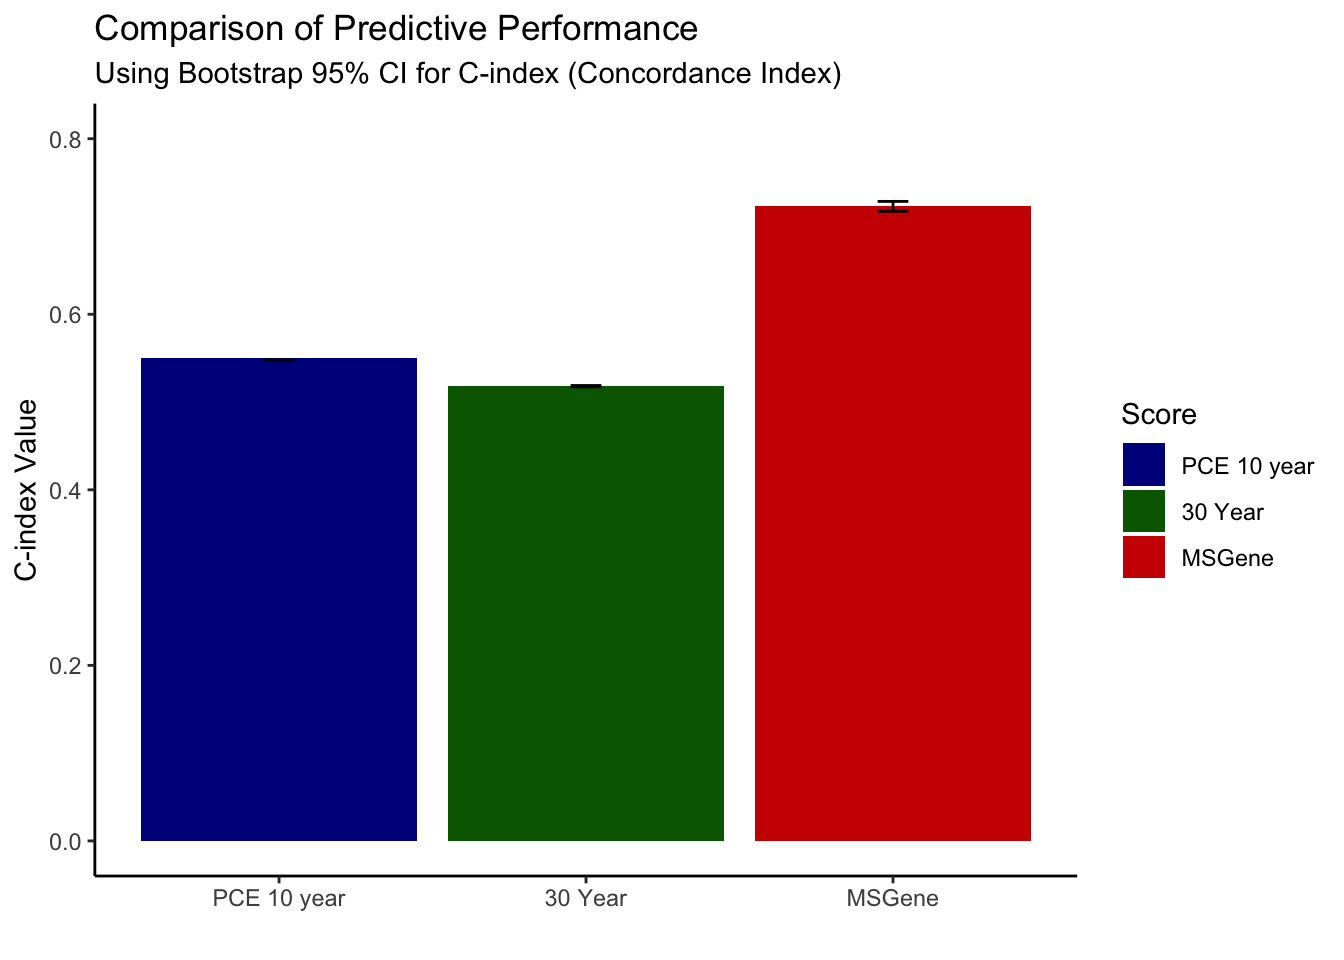 Comparison of Predictive Performance
Using Bootstrap 95% CI for C-index (Concordance Index)
C-index Value
0.8
0.6
0.4
0.2
0.0
PCE 10 year
30 Year
MSGene
Score
PCE 10 year
30 Year
MSGene